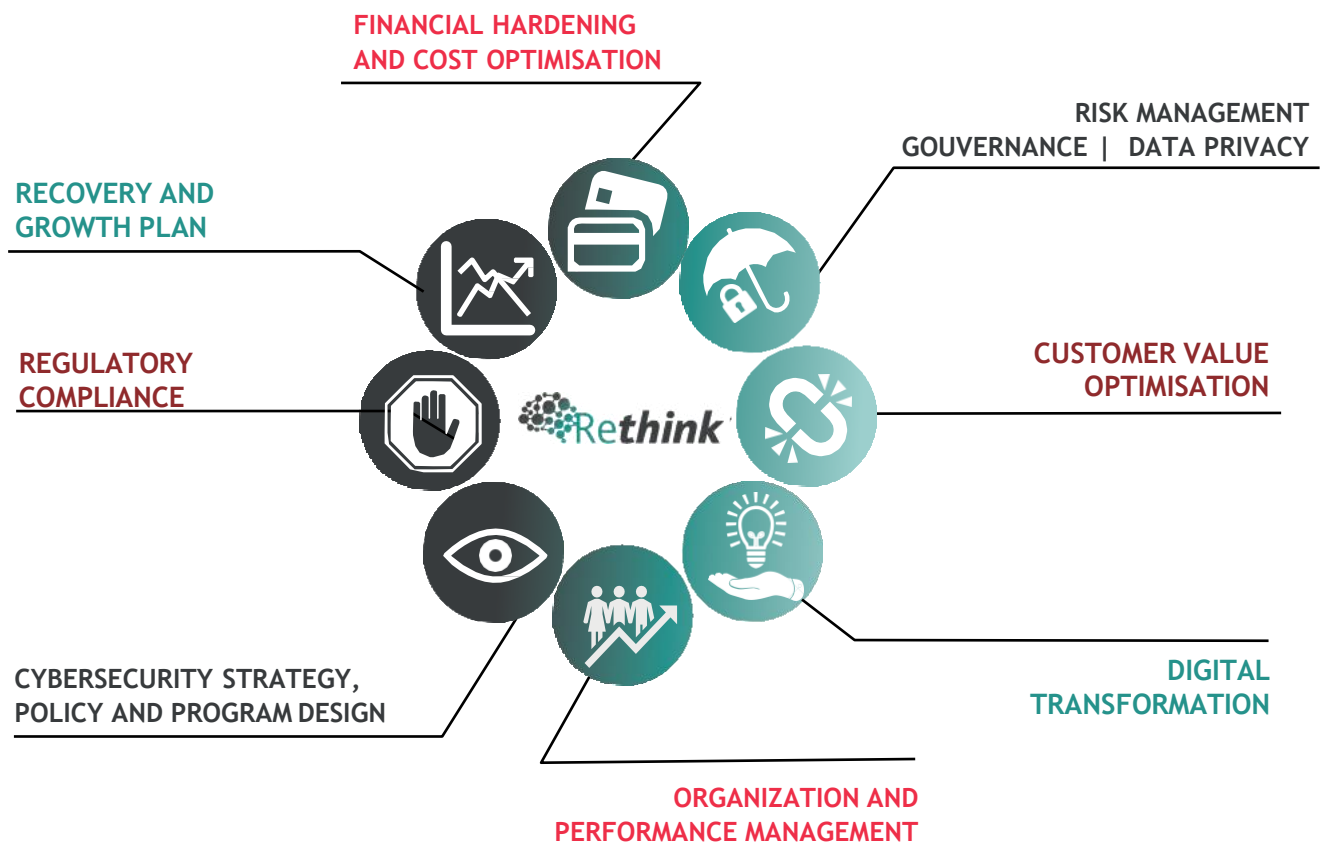 FINANCIAL HARDENING
AND COST OPTIMISATION
RISK MANAGEMENT
GOUVERNANCE | DATA PRIVACY
RECOVERY AND
GROWTH PLAN
REGULATORY
COMPLIANCE
Rethink
CUSTOMER VALUE
OPTIMISATION
CYBERSECURITY STRATEGY,
POLICY AND PROGRAM DESIGN
DIGITAL
TRANSFORMATION
ORGANIZATION AND
PERFORMANCE MANAGEMENT